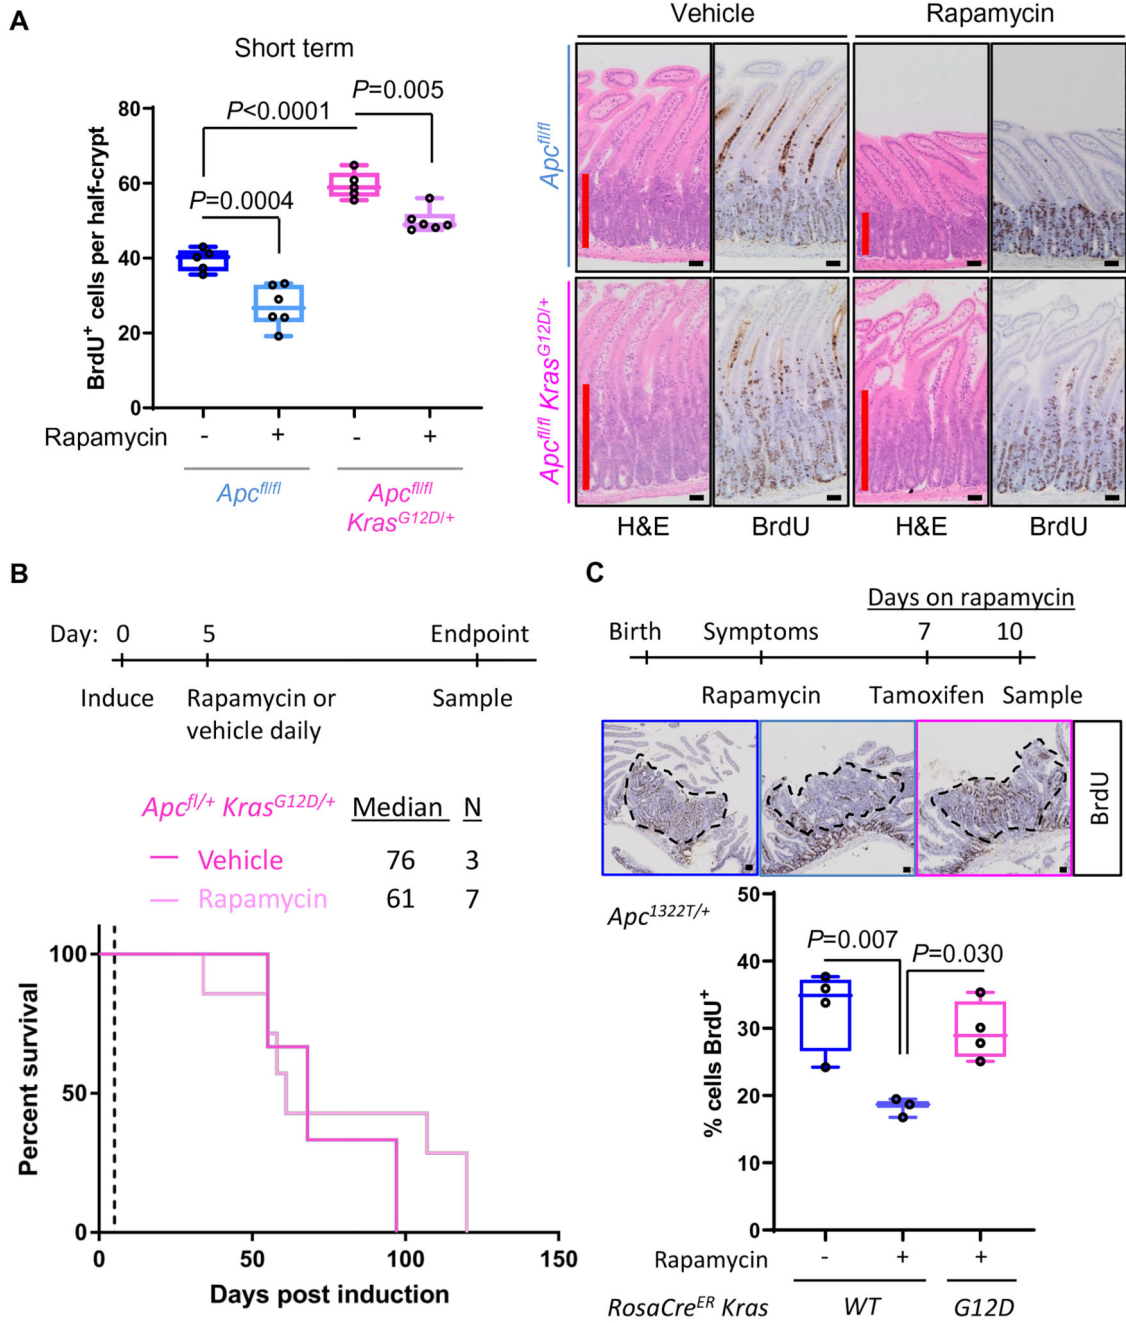 A
Short term
P<0.0001
P=0.005
P=0.0004
BrdU+ cells per half-crypt
80
60
40
20
0
Rapamycin - + - +
Apcfl/fl
Apcfl/fl
KrasG12D/+
Vehicle Rapamycin
Apcfl/fl
Apcfl/fl KrasG12D/+
H&E BrdU H&E BrdU
B
Day: 0 5 Endpoint
Induce Rapamycin or vehicle daily Sample
Apcfl/+ KrasG12D/+ Median N
Vehicle 76 3
Rapamycin 61 7
Percent survival
100
50
0
0 50 100 150
Days post induction
C
Days on rapamycin
Birth Symptoms 7 10
Rapamycin Tamoxifen Sample
BrdU
Apc1322T/+
P=0.007
P=0.030
% cells BrdU+
50
40
30
20
10
0
Rapamycin - + +
RosaCreER Kras WT G12D